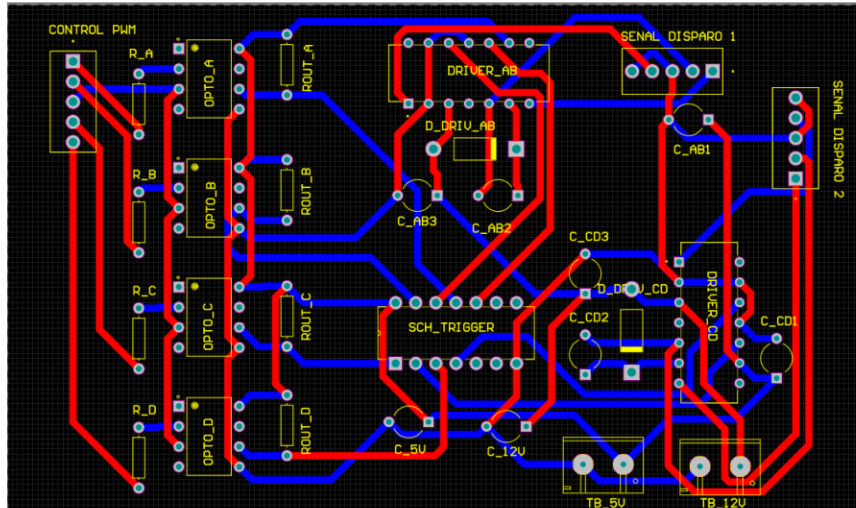 CONTROL PWM
R_A
OPTO_A
ROUT_A
DRIVER_AB
SENAL DISPARO 1
D_DRIV_AB
C_AB1
SENAL DISPARO 2
R_B
OPTO_B
ROUT_B
C_AB3
C_AB2
C_CD3
D_DRIV_CD
DRIVER_CD
R_C
OPTO_C
ROUT_C
SCH_TRIGGER
C_CD2
C_CD1
R_D
OPTO_D
ROUT_D
C_5V
C_12V
TB_5V
TB_12V